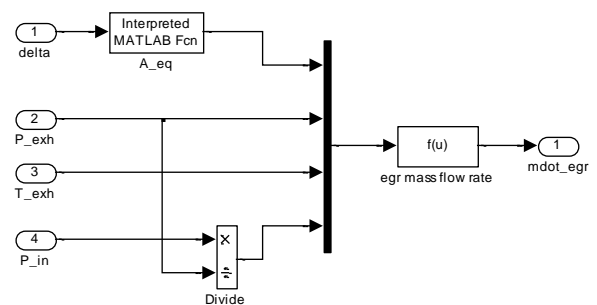 1
delta
Interpreted
MATLAB Fcn
A_eq
2
P_exh
3
T_exh
4
P_in
×
÷
Divide
f(u)
egr mass flow rate
1
mdot_egr